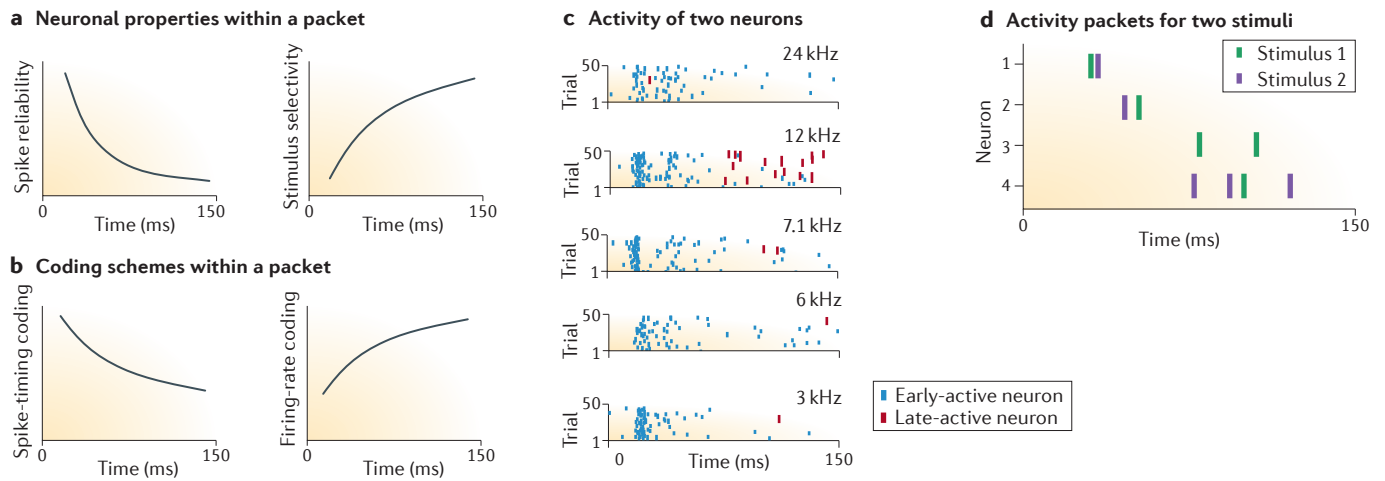 a Neuronal properties within a packet
Spike reliability
0
150
Time (ms)
Stimulus selectivity
0
150
Time (ms)
b Coding schemes within a packet
Spike-timing coding
0
150
Time (ms)
Firing-rate coding
0
150
Time (ms)
c Activity of two neurons
24 kHz
50
Trial
1
12 kHz
50
Trial
1
7.1 kHz
50
Trial
1
6 kHz
50
Trial
1
3 kHz
50
Trial
1
0
Time (ms)
150
Early-active neuron
Late-active neuron
d Activity packets for two stimuli
Stimulus 1
Stimulus 2
Neuron
1
2
3
4
0
Time (ms)
150